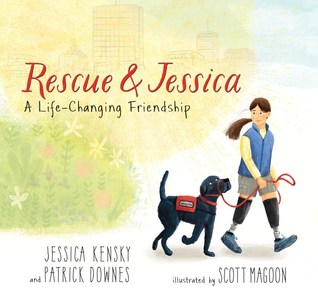 Rescue & Jessica
A Life-Changing Friendship
JESSICA KENSKY
and PATRICK DOWNES
illustrated by SCOTT MAGOON